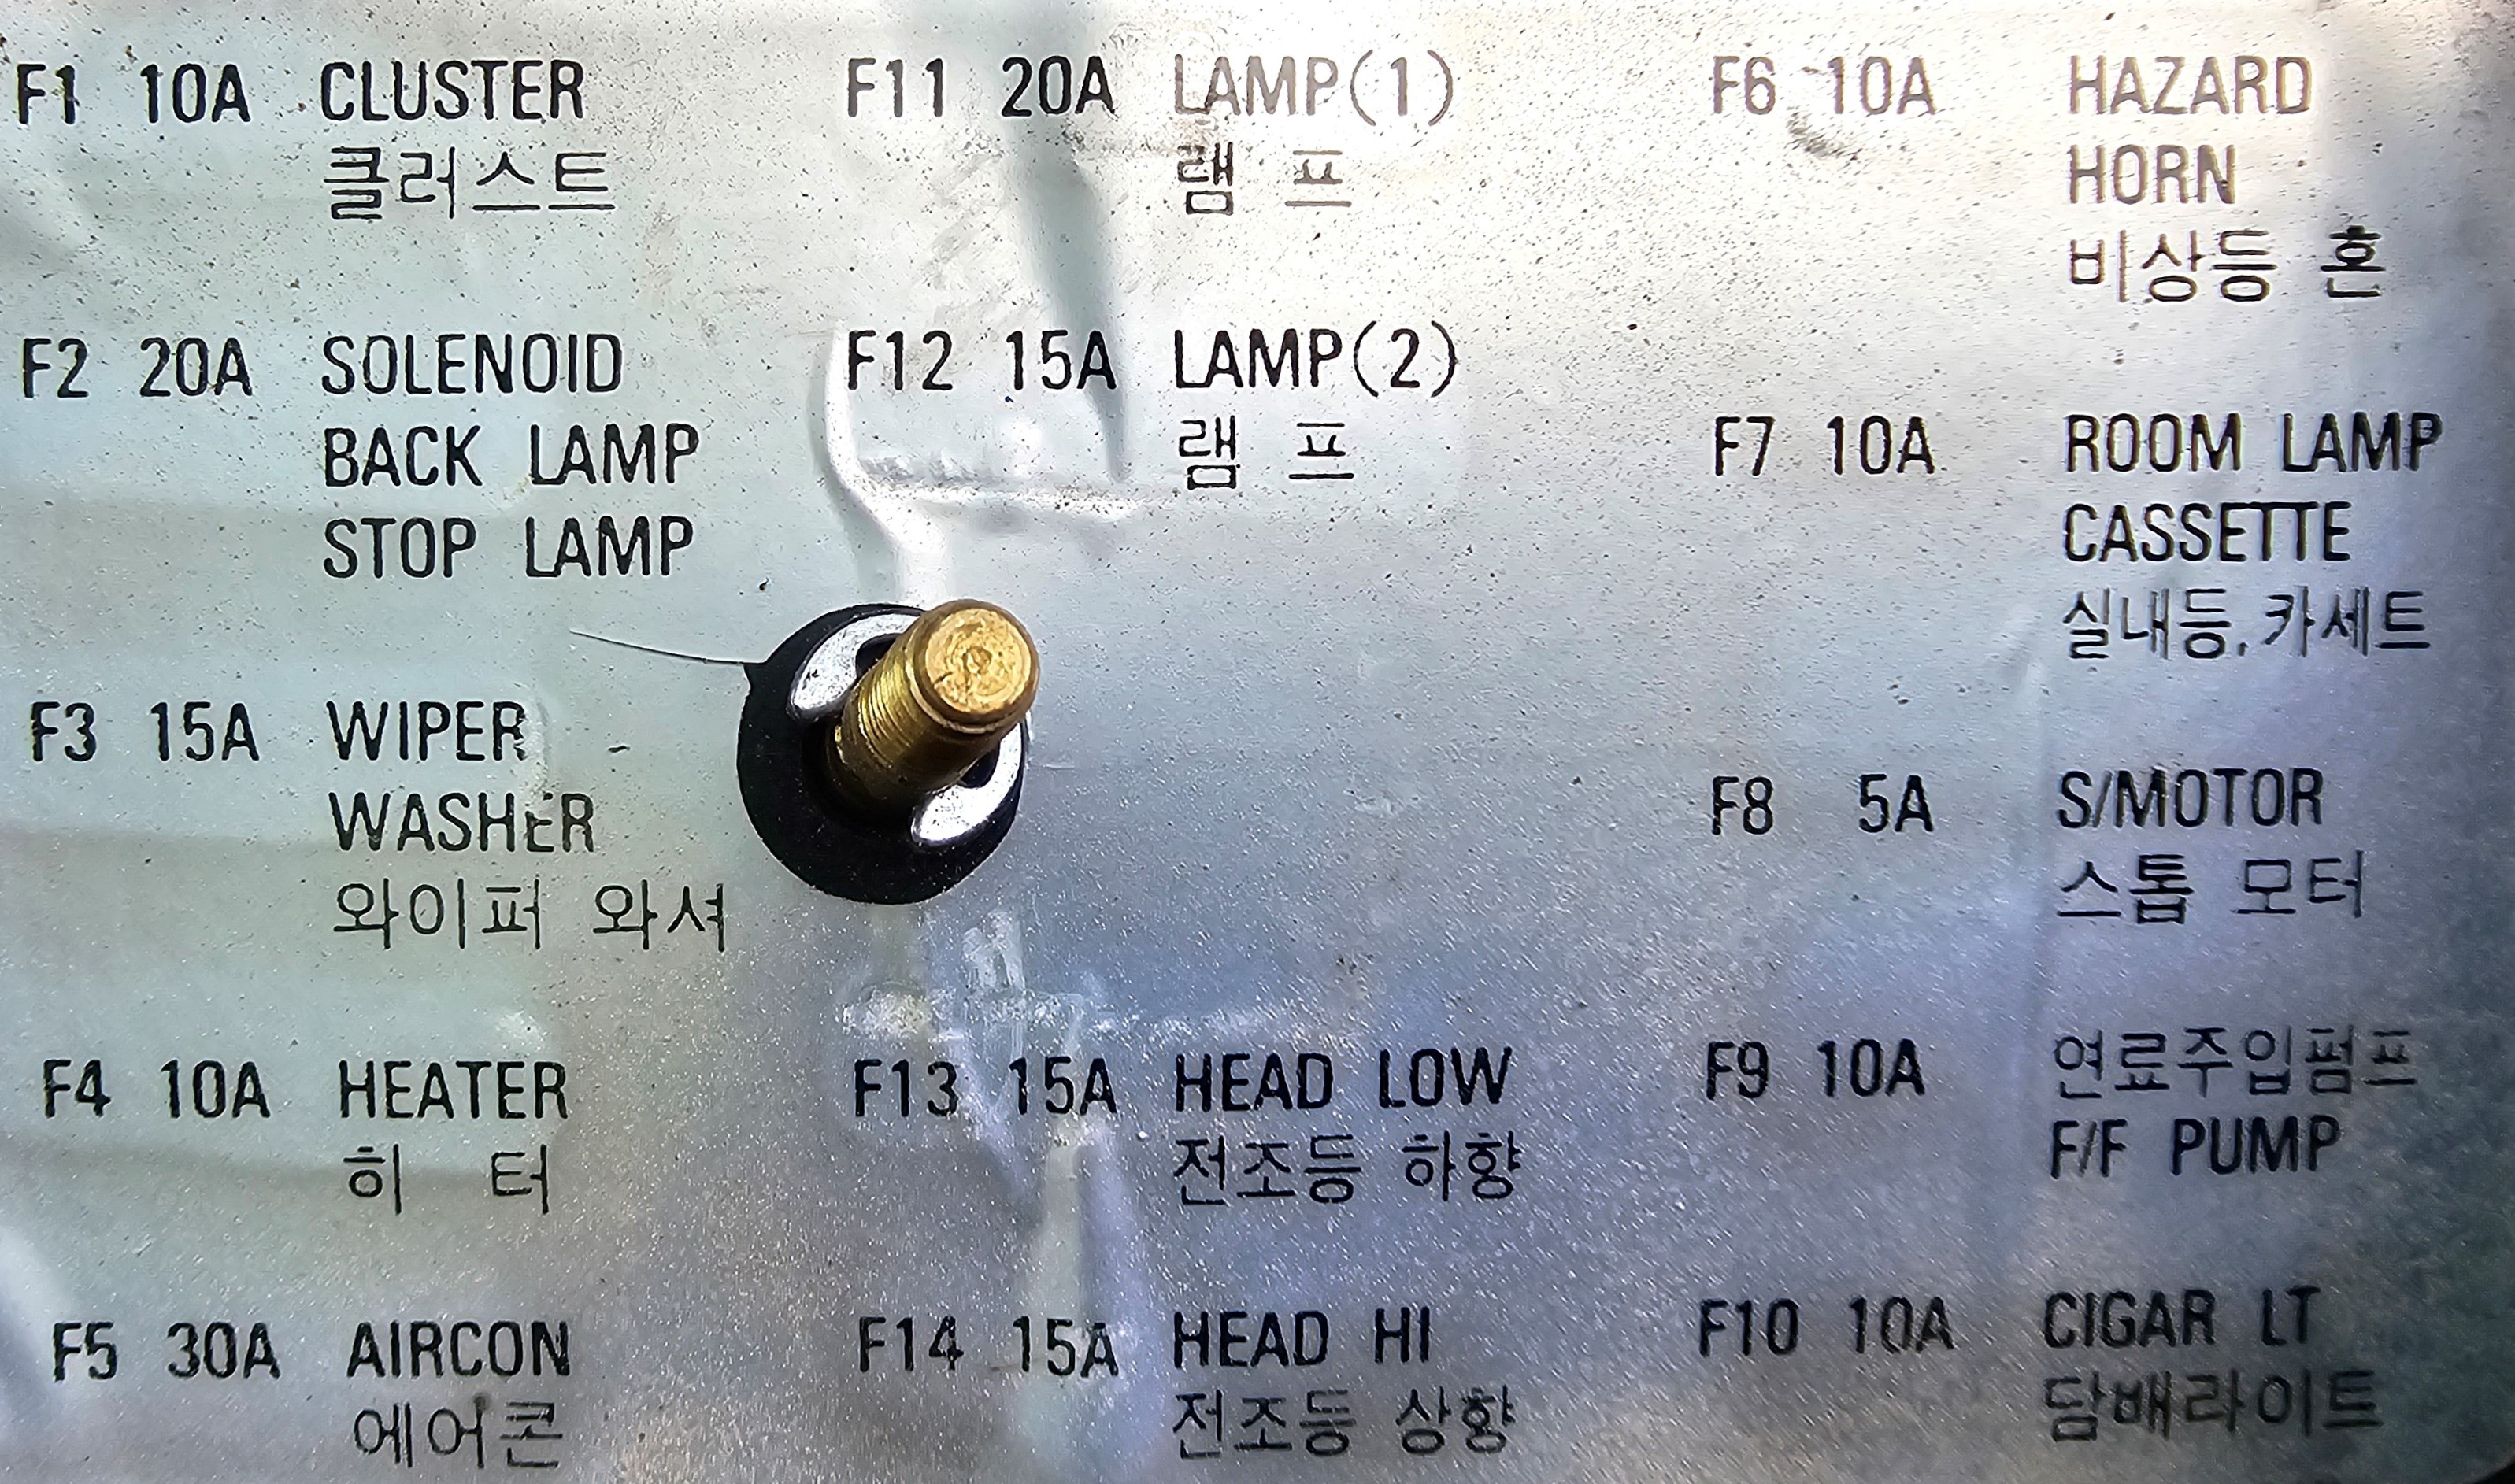 F1 10A CLUSTER
클러스트
F2 20A SOLENOID
BACK LAMP
STOP LAMP
F3 15A WIPER
WASHER
와이퍼 와셔
F4 10A HEATER
히 터
F5 30A AIRCON
에어콘
F11 20A LAMP(1)
램 프
F12 15A LAMP(2)
램 프
F13 15A HEAD LOW
전조등 하향
F14 15A HEAD HI
전조등 상향
F6 10A HAZARD
HORN
비상등 혼
F7 10A ROOM LAMP
CASSETTE
실내등,카세트
F8 5A S/MOTOR
스톱 모터
F9 10A 연료주입펌프
F/F PUMP
F10 10A CIGAR LT
담배라이트